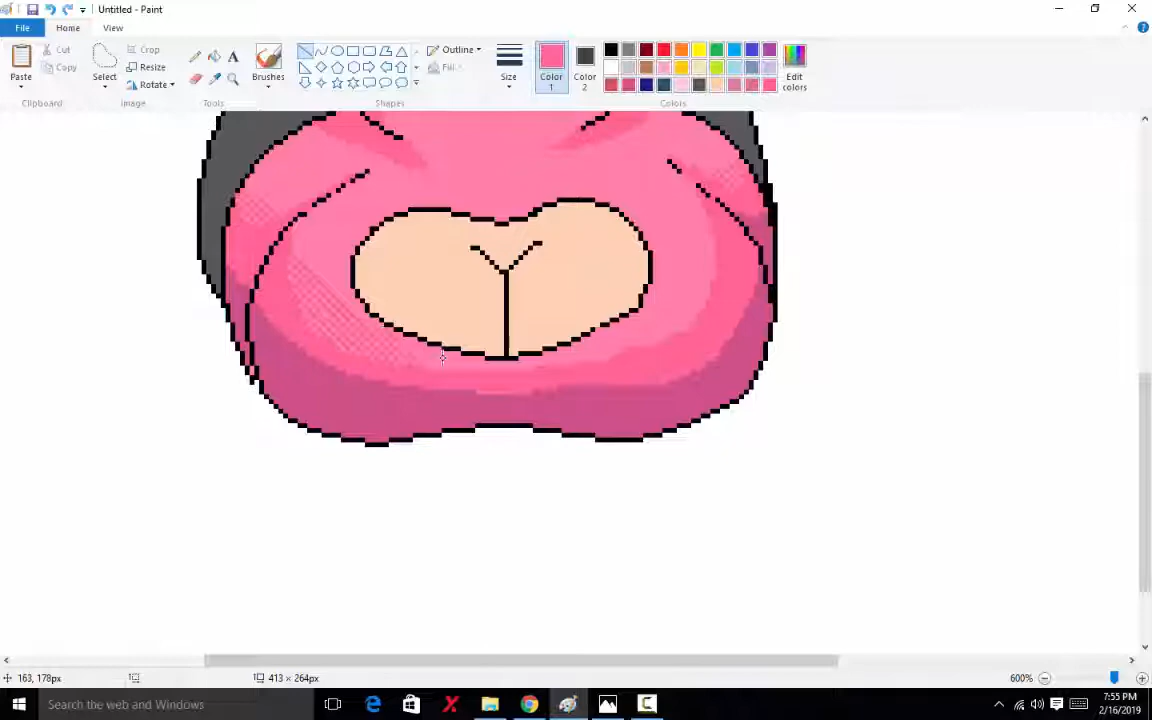 Untitled - Paint
File Home View
Paste
Cut
Copy
Clipboard
Select
Crop
Resize
Rotate
Image
A
Tools
Brushes
Outline
Fill
Shapes
Size
Color 1
Color 2
Edit colors
Colors
163, 178px
413 × 264px
600%
Search the web and Windows
7:55 PM
2/16/2019